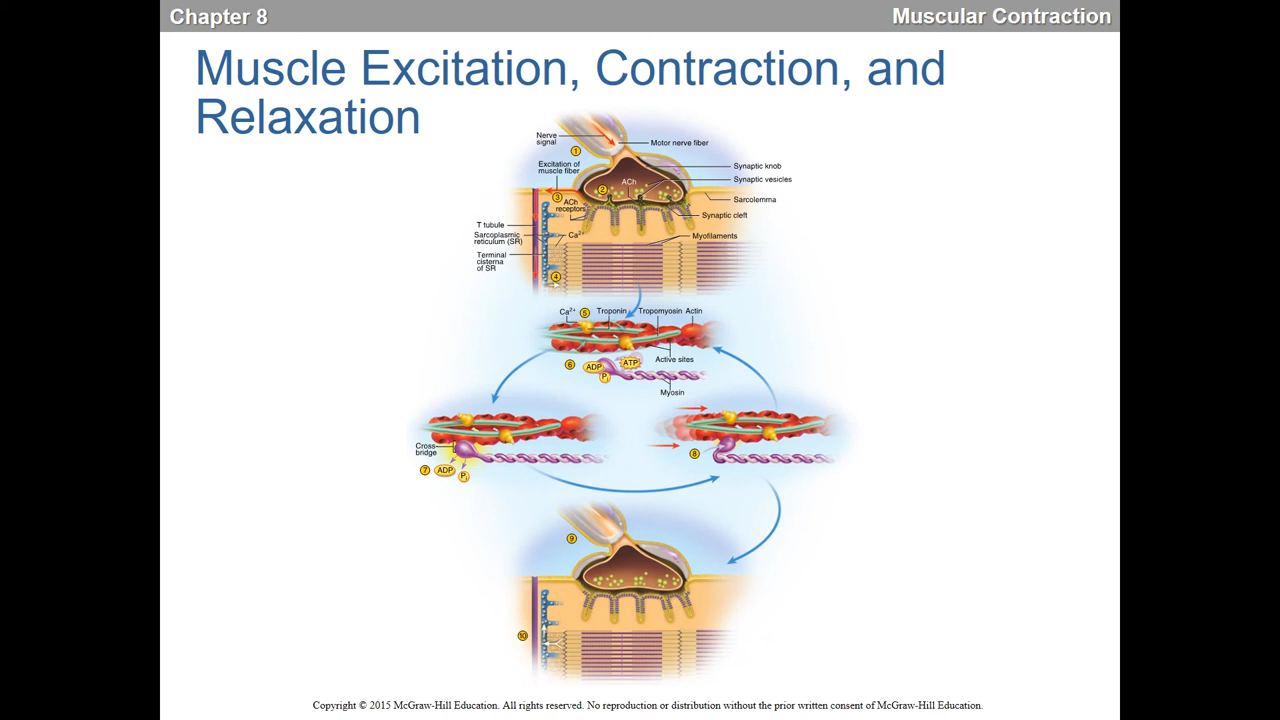 Chapter 8
Muscular Contraction
Muscle Excitation, Contraction, and
Relaxation
Nerve
signal
Motor nerve fiber
1
Excitation of
muscle fiber
Synaptic knob
ACh
Synaptic vesicles
2
3
ACh
receptors
Sarcolemma
Synaptic cleft
T tubule
Sarcoplasmic
reticulum (SR)
Ca2+
Myofilaments
Terminal
cisterna
of SR
4
Ca2+
5
Troponin
Tropomyosin
Actin
Active sites
6
ADP
ATP
Pi
Myosin
Cross
bridge
7
ADP
Pi
8
9
10
Copyright © 2015 McGraw-Hill Education. All rights reserved. No reproduction or distribution without the prior written consent of McGraw-Hill Education.